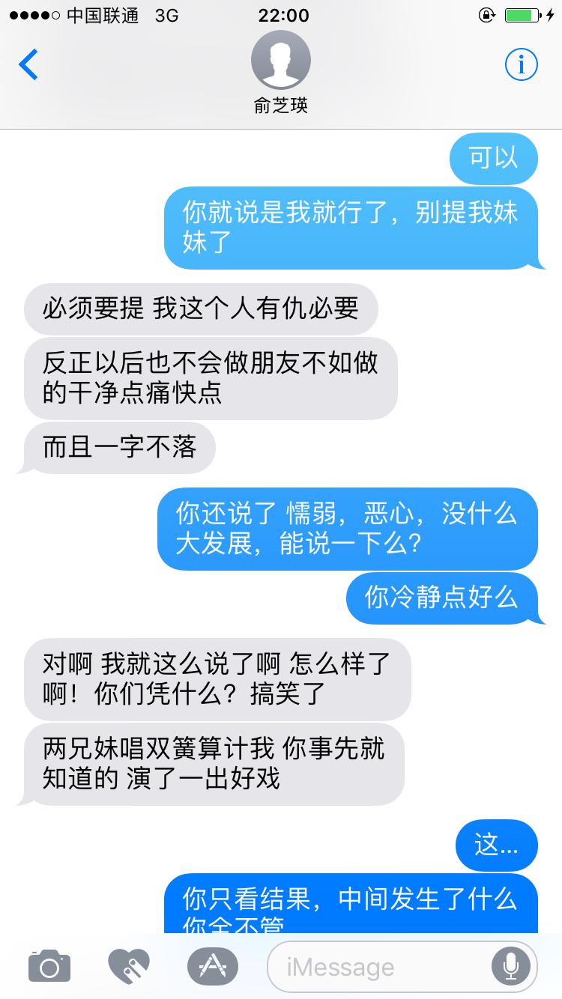 中国联通 3G 22:00
俞芝瑛
可以
你就说是我就行了，别提我妹
妹了
必须要提 我这个人有仇必要
反正以后也不会做朋友不如做
的干净点痛快点
而且一字不落
你还说了 懦弱，恶心，没什么
大发展，能说一下么？
你冷静点好么
对啊 我就这么说了啊 怎么样了
啊！你们凭什么？搞笑了
两兄妹唱双簧算计我 你事先就
知道的 演了一出好戏
这...
你只看结果，中间发生了什么
你全不管
iMessage